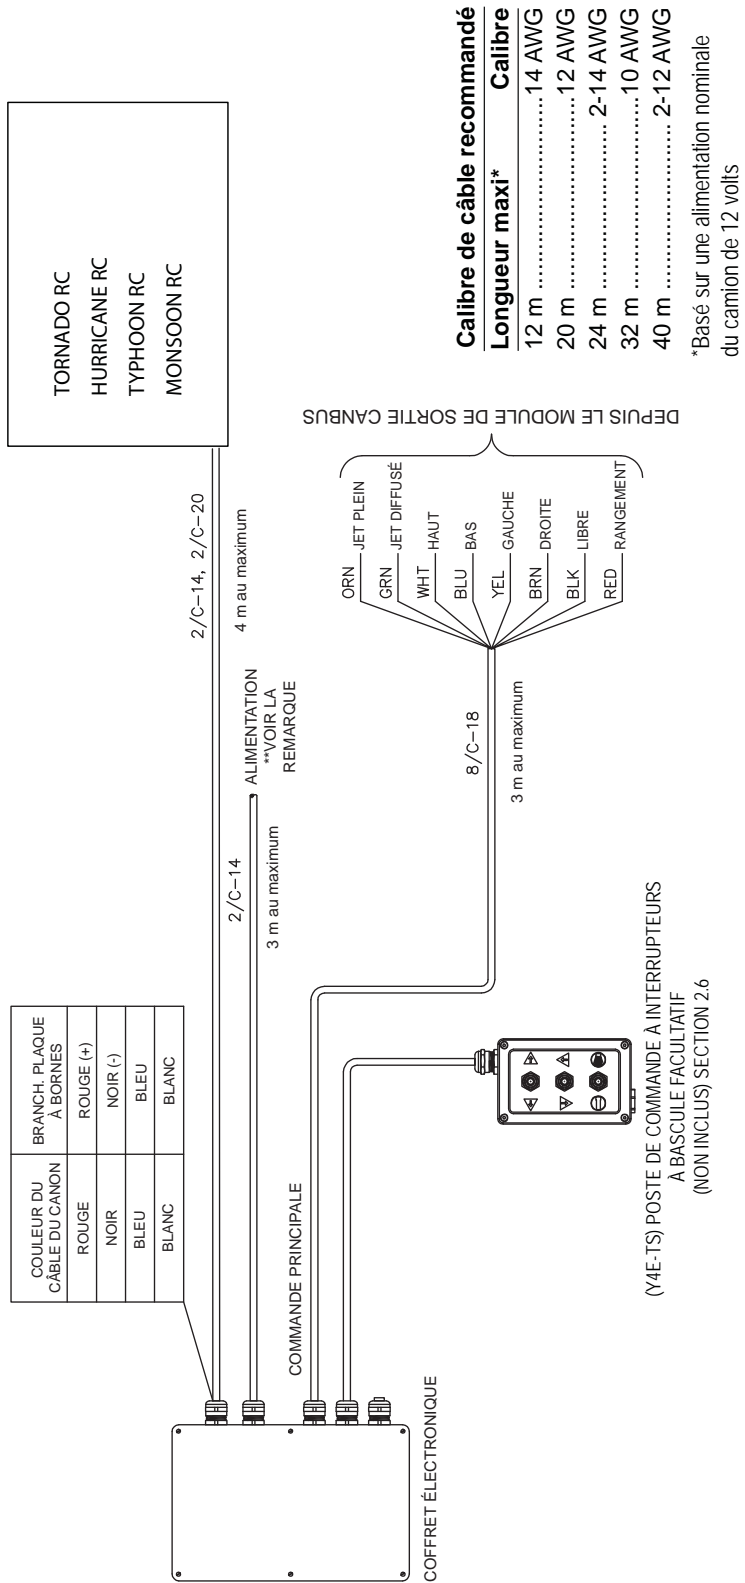 COULEUR DU
CÂBLE DU CANON
BRANCH. PLAQUE
À BORNES
ROUGE
ROUGE (+)
NOIR
NOIR (-)
BLEU
BLEU
BLANC
BLANC
TORNADO RC
HURRICANE RC
TYPHOON RC
MONSOON RC
2/C-14, 2/C-20
4 m au maximum
2/C-14
3 m au maximum
ALIMENTATION
**VOIR LA
REMARQUE
COMMANDE PRINCIPALE
8/C-18
3 m au maximum
ORN JET PLEIN
GRN JET DIFFUSÉ
WHT HAUT
BLU BAS
YEL GAUCHE
BRN DROITE
BLK LIBRE
RED RANGEMENT
DEPUIS LE MODULE DE SORTIE CANBUS
COFFRET ÉLECTRONIQUE
(Y4E-TS) POSTE DE COMMANDE À INTERRUPTEURS
À BASCULE FACULTATIF
(NON INCLUS) SECTION 2.6
Calibre de câble recommandé
Longueur maxi* Calibre
12 m ................................ 14 AWG
20 m ................................ 12 AWG
24 m ............................. 2-14 AWG
32 m ................................ 10 AWG
40 m ............................. 2-12 AWG
*Basé sur une alimentation nominale
du camion de 12 volts